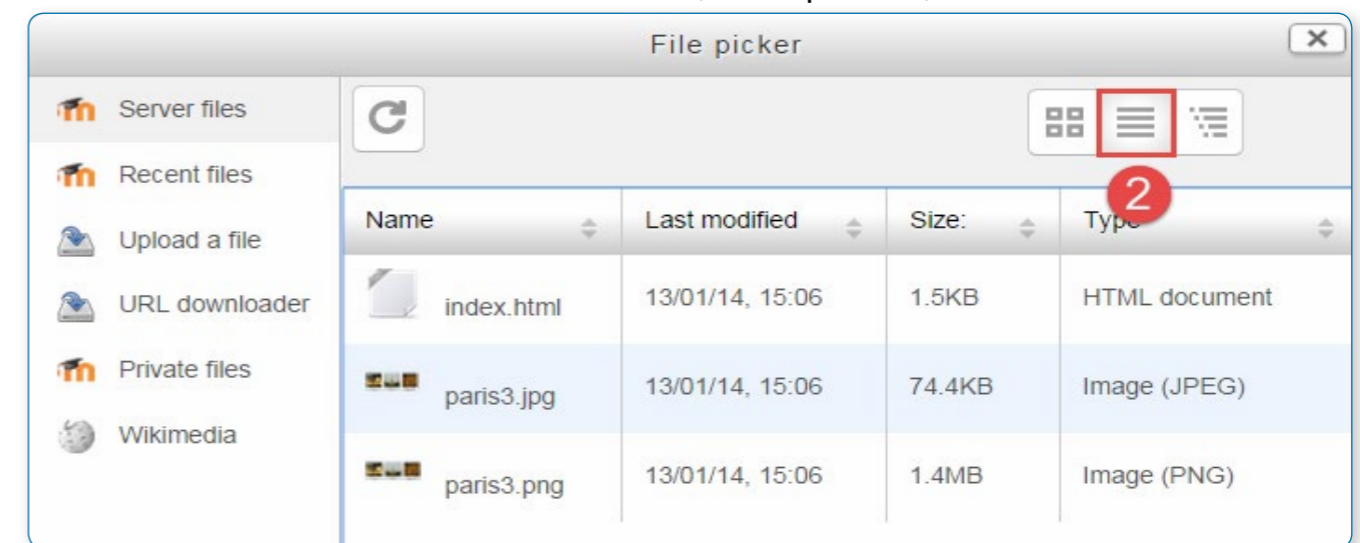 File picker
Server files
Recent files
Upload a file
URL downloader
Private files
Wikimedia
2
Name Last modified Size: Type
index.html 13/01/14, 15:06 1.5KB HTML document
paris3.jpg 13/01/14, 15:06 74.4KB Image (JPEG)
paris3.png 13/01/14, 15:06 1.4MB Image (PNG)